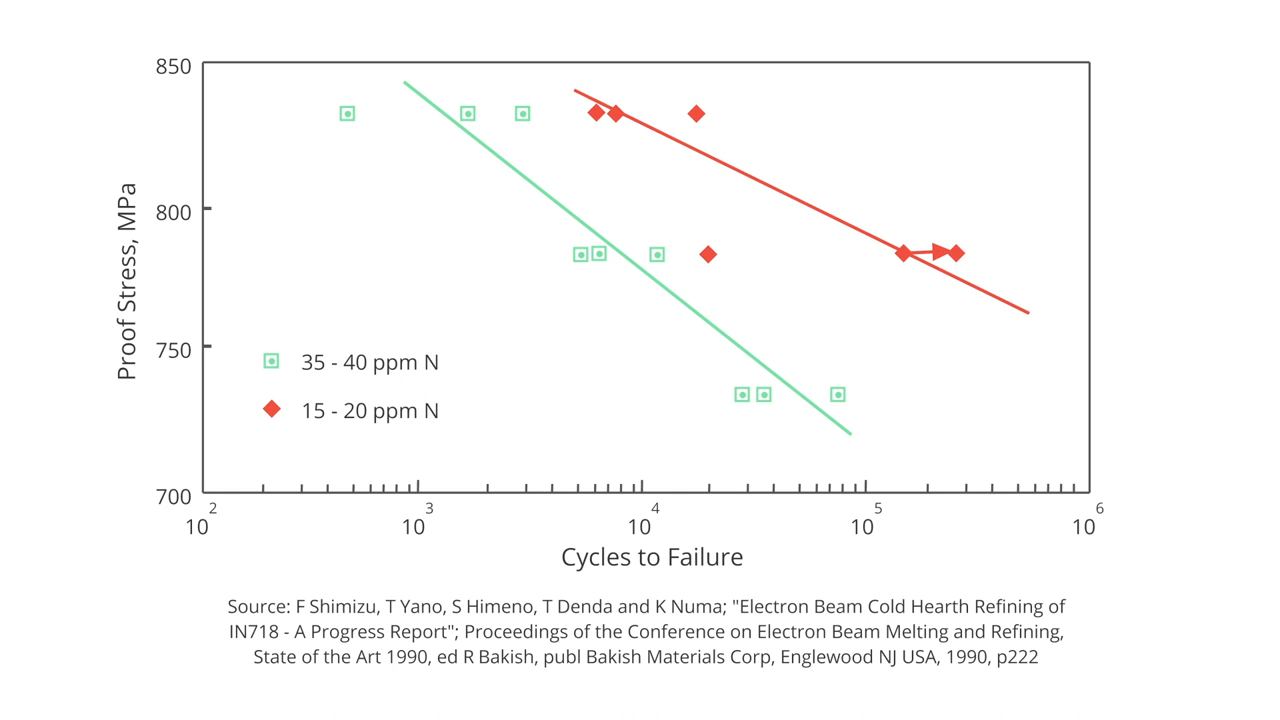 850
800
750
700
Proof Stress, MPa
35 - 40 ppm N
15 - 20 ppm N
10 2
10 3
10 4
10 5
10 6
Cycles to Failure
Source: F Shimizu, T Yano, S Himeno, T Denda and K Numa; "Electron Beam Cold Hearth Refining of
IN718 - A Progress Report"; Proceedings of the Conference on Electron Beam Melting and Refining,
State of the Art 1990, ed R Bakish, publ Bakish Materials Corp, Englewood NJ USA, 1990, p222